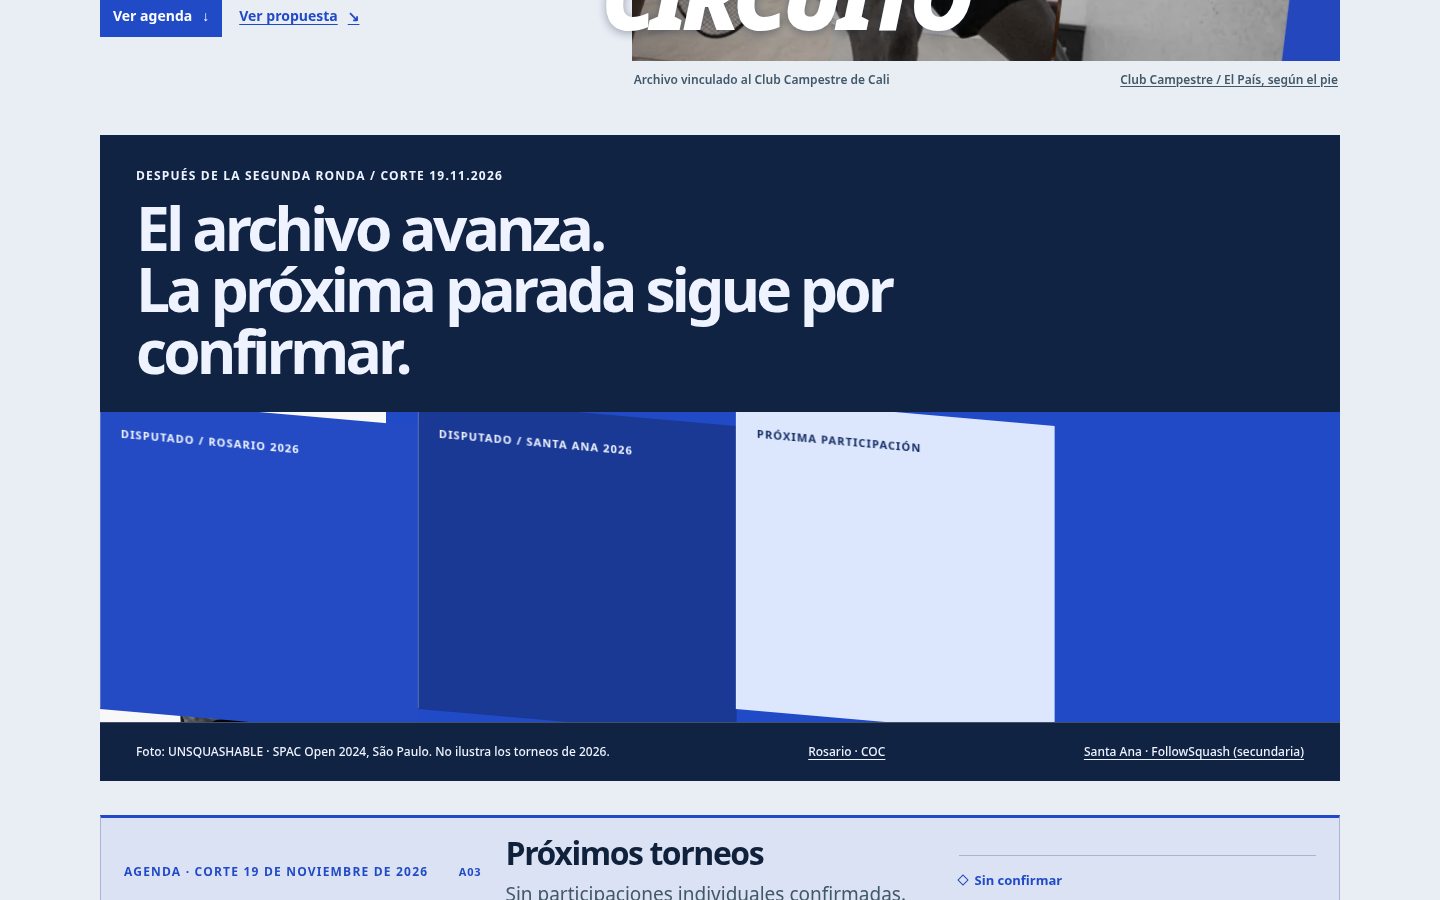 Ver agenda ↓
Ver propuesta ↘
CIRCUITO
Archivo vinculado al Club Campestre de Cali
Club Campestre / El País, según el pie
DESPUÉS DE LA SEGUNDA RONDA / CORTE 19.11.2026
El archivo avanza.
La próxima parada sigue por
confirmar.
DISPUTADO / ROSARIO 2026
DISPUTADO / SANTA ANA 2026
PRÓXIMA PARTICIPACIÓN
Foto: UNSQUASHABLE · SPAC Open 2024, São Paulo. No ilustra los torneos de 2026.
Rosario · COC
Santa Ana · FollowSquash (secundaria)
AGENDA · CORTE 19 DE NOVIEMBRE DE 2026
A03
Próximos torneos
Sin participaciones individuales confirmadas.
◇ Sin confirmar